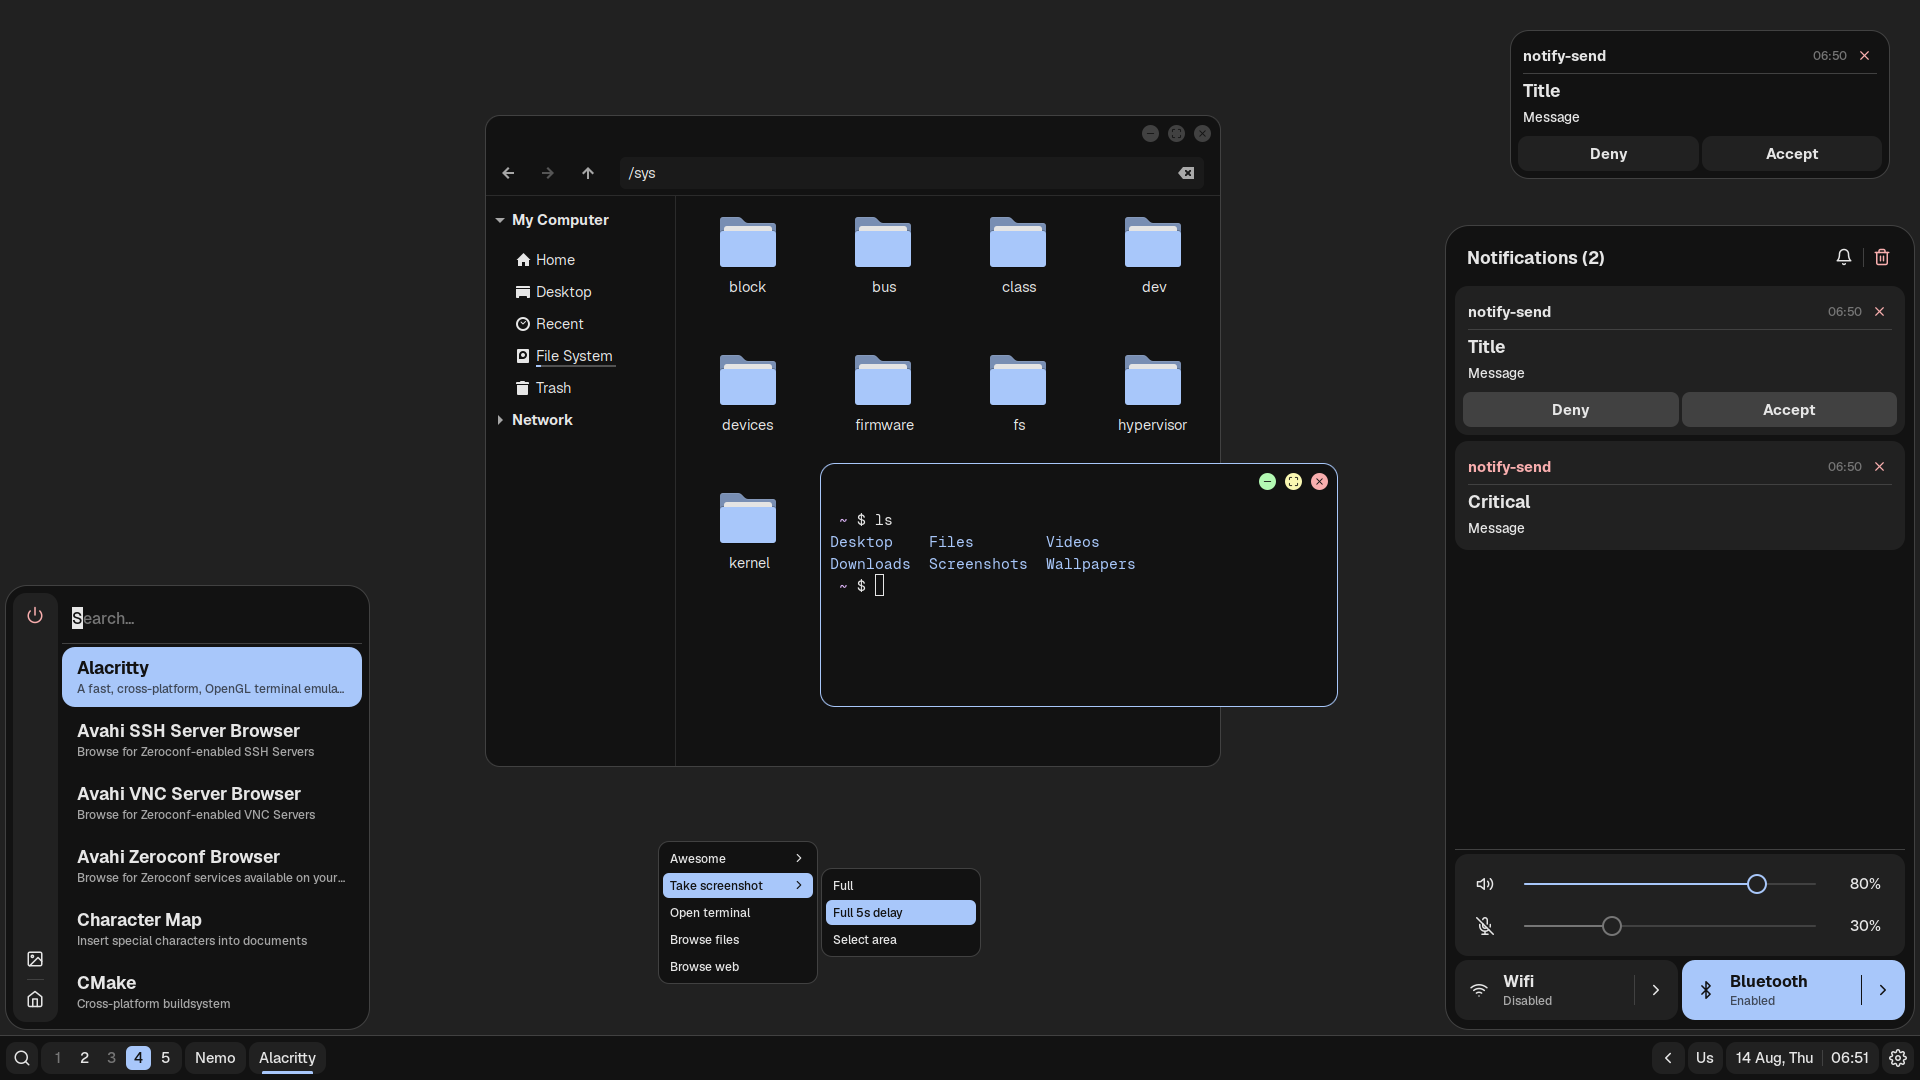 notify-send 06:50
Title
Message
Deny Accept
/sys
My Computer
Home
Desktop
Recent
File System
Trash
Network
block bus class dev
devices firmware fs hypervisor
kernel
~ $ ls
Desktop Files Videos
Downloads Screenshots Wallpapers
~ $
Notifications (2)
notify-send 06:50
Title
Message
Deny Accept
notify-send 06:50
Critical
Message
80%
30%
Wifi
Disabled
Bluetooth
Enabled
Search...
Alacritty
A fast, cross-platform, OpenGL terminal emula...
Avahi SSH Server Browser
Browse for Zeroconf-enabled SSH Servers
Avahi VNC Server Browser
Browse for Zeroconf-enabled VNC Servers
Avahi Zeroconf Browser
Browse for Zeroconf services available on your...
Character Map
Insert special characters into documents
CMake
Cross-platform buildsystem
Awesome
Take screenshot
Open terminal
Browse files
Browse web
Full
Full 5s delay
Select area
1 2 3 4 5 Nemo Alacritty Us 14 Aug, Thu 06:51